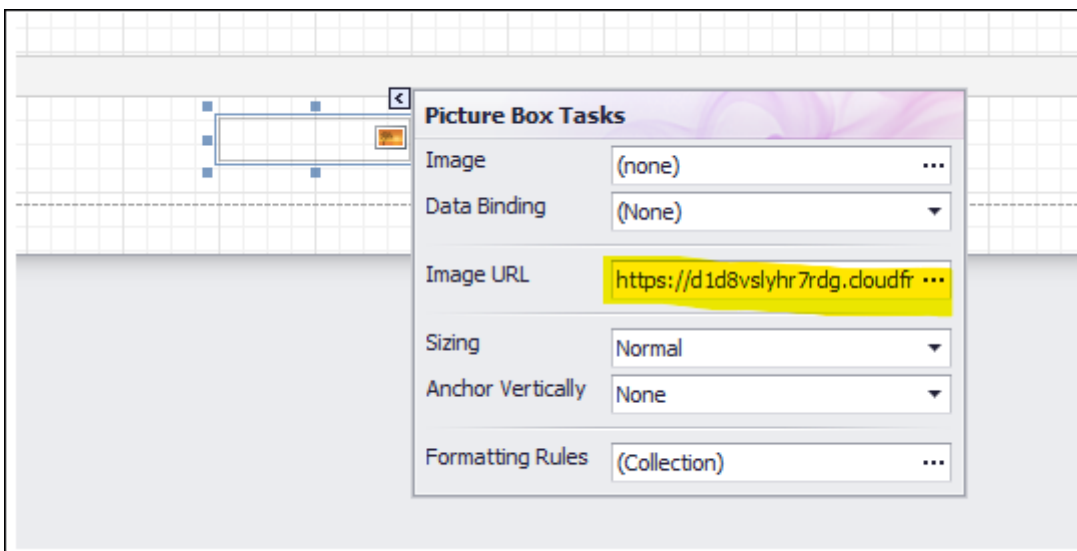 Picture Box Tasks
Image (none) ...
Data Binding (None)
Image URL https://d1d8vslyhr7rdg.cloudfr ...
Sizing Normal
Anchor Vertically None
Formatting Rules (Collection) ...